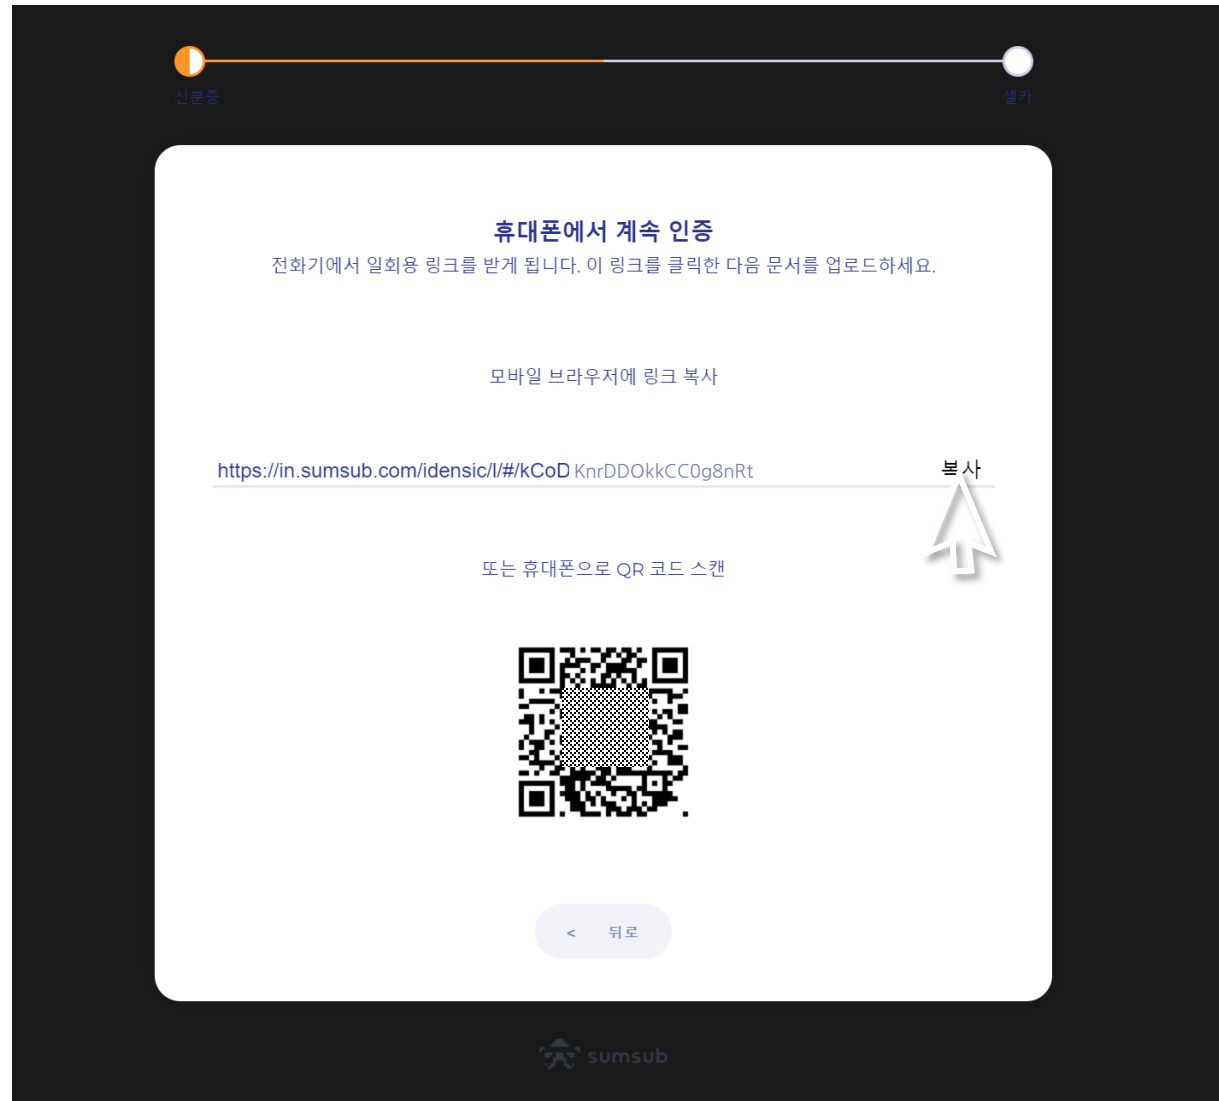 신분증
셀카
휴대폰에서 계속 인증
전화기에서 일회용 링크를 받게 됩니다. 이 링크를 클릭한 다음 문서를 업로드하세요.
모바일 브라우저에 링크 복사
https://in.sumsub.com/idensic/l/#/kCoD KnrDDOkkCC0g8nRt
복사
또는 휴대폰으로 QR 코드 스캔
< 뒤로
sumsub